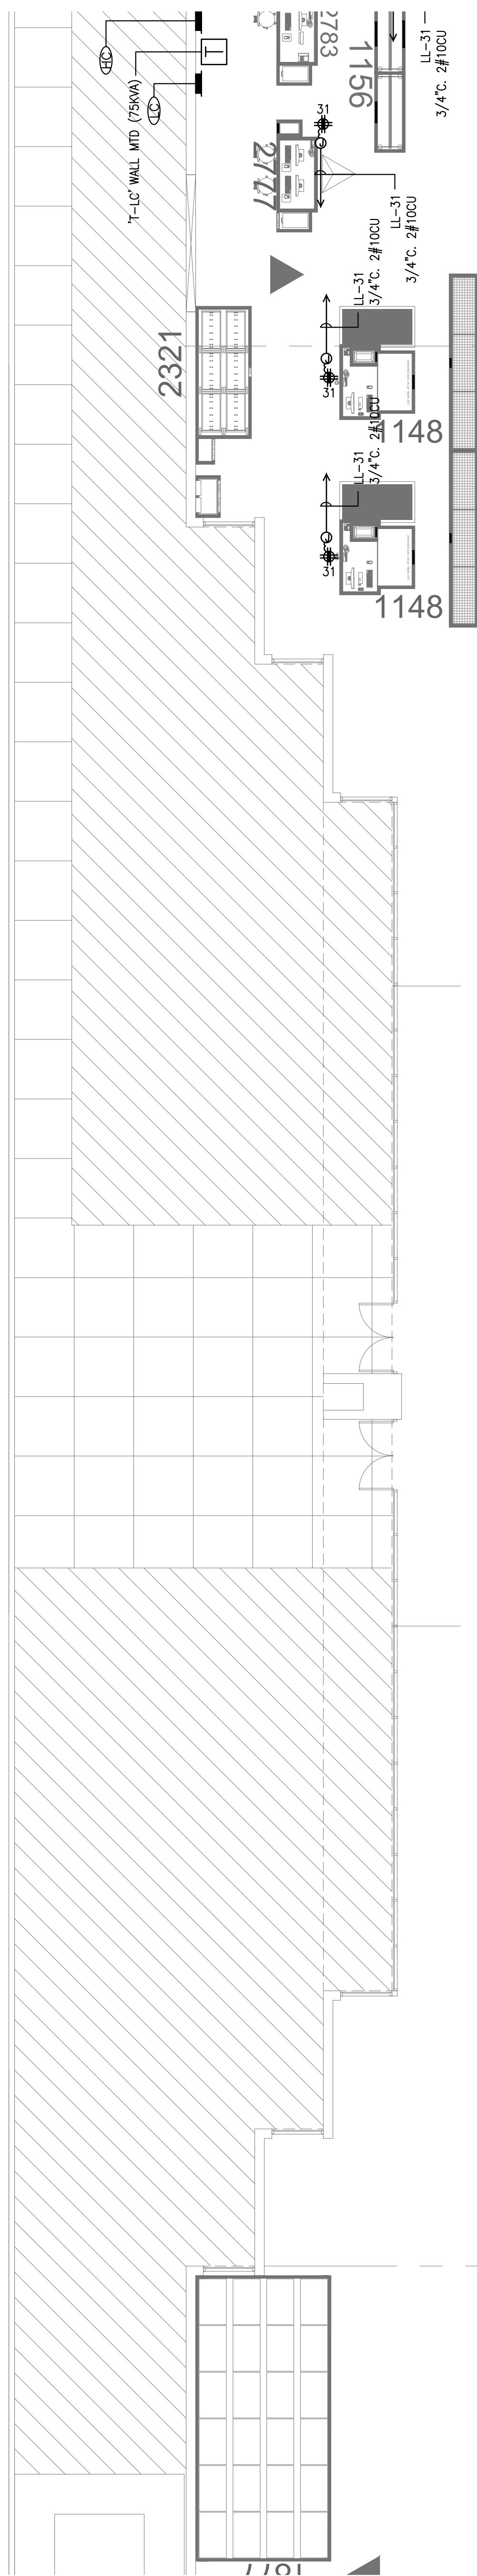 HC
T
'T-LC' WALL MTD (75KVA)
LC
2783
1156
LL-31
3/4"C. 2#10CU
31
2777
LL-31
3/4"C. 2#10CU
LL-31
3/4"C. 2#10CU
31
1148
2321
LL-31
3/4"C. 2#10CU
31
1148
1877